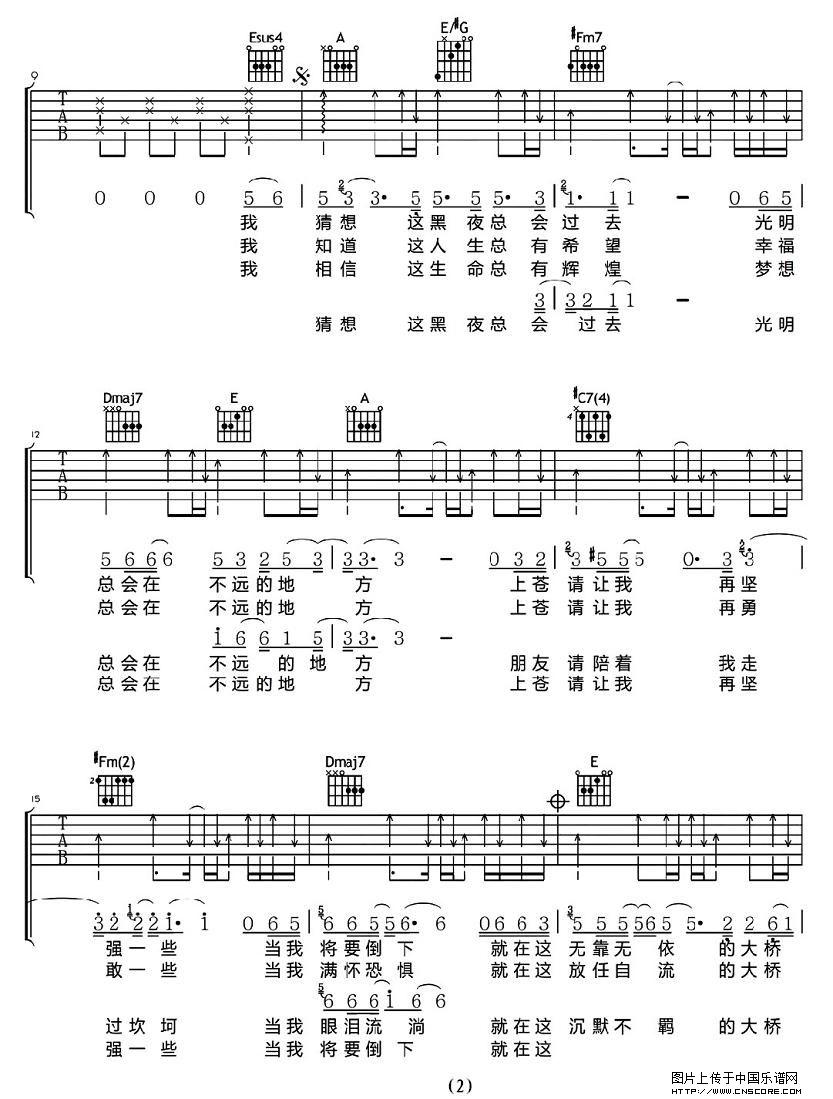 Esus4 A E/#G #Fm7
9
T
A
B
0 0 0 5 6 5 2 3 3· 5 5· 5 5· 3 2 1· 1 1 – 0 6 5
我 猜想 这黑夜总会过去 光明
我 知道 这人生总有希望 幸福
我 相信 这生命总有辉煌 梦想
3 3 2 1 1 –
猜想 这黑夜总会过去 光明
Dmaj7 E A #C7(4)
4
12
T
A
B
5 6 6 6 5 3 2 5 3 3 3· 3 – 0 3 2 2 3 #5 5 5 0· 3 2 3
总会在 不远的地 方 上苍请让我 再坚
总会在 不远的地 方 上苍请让我 再勇
1 6 6 1 5 3 3· 3 –
总会在 不远的地 方 朋友请陪着 我走
总会在 不远的地 方 上苍请让我 再坚
#Fm(2) Dmaj7 E
2
15
T
A
B
3 2 1 2 2 1· 1 0 6 5 5 6 6 5 5 6· 6 0 6 6 3 3 5 5 5 5 6 5 5· 2 2 6 1
强一些 当我将要倒下 就在这无靠无依 的大桥
敢一些 当我满怀恐惧 就在这放任自流 的大桥
5 6 6 6 1 6 6
过坎坷 当我眼泪流淌 就在这沉默不羁 的大桥
强一些 当我将要倒下 就在这
(2)
图片上传于中国乐谱网
HTTP://WWW.CNSCORE.COM